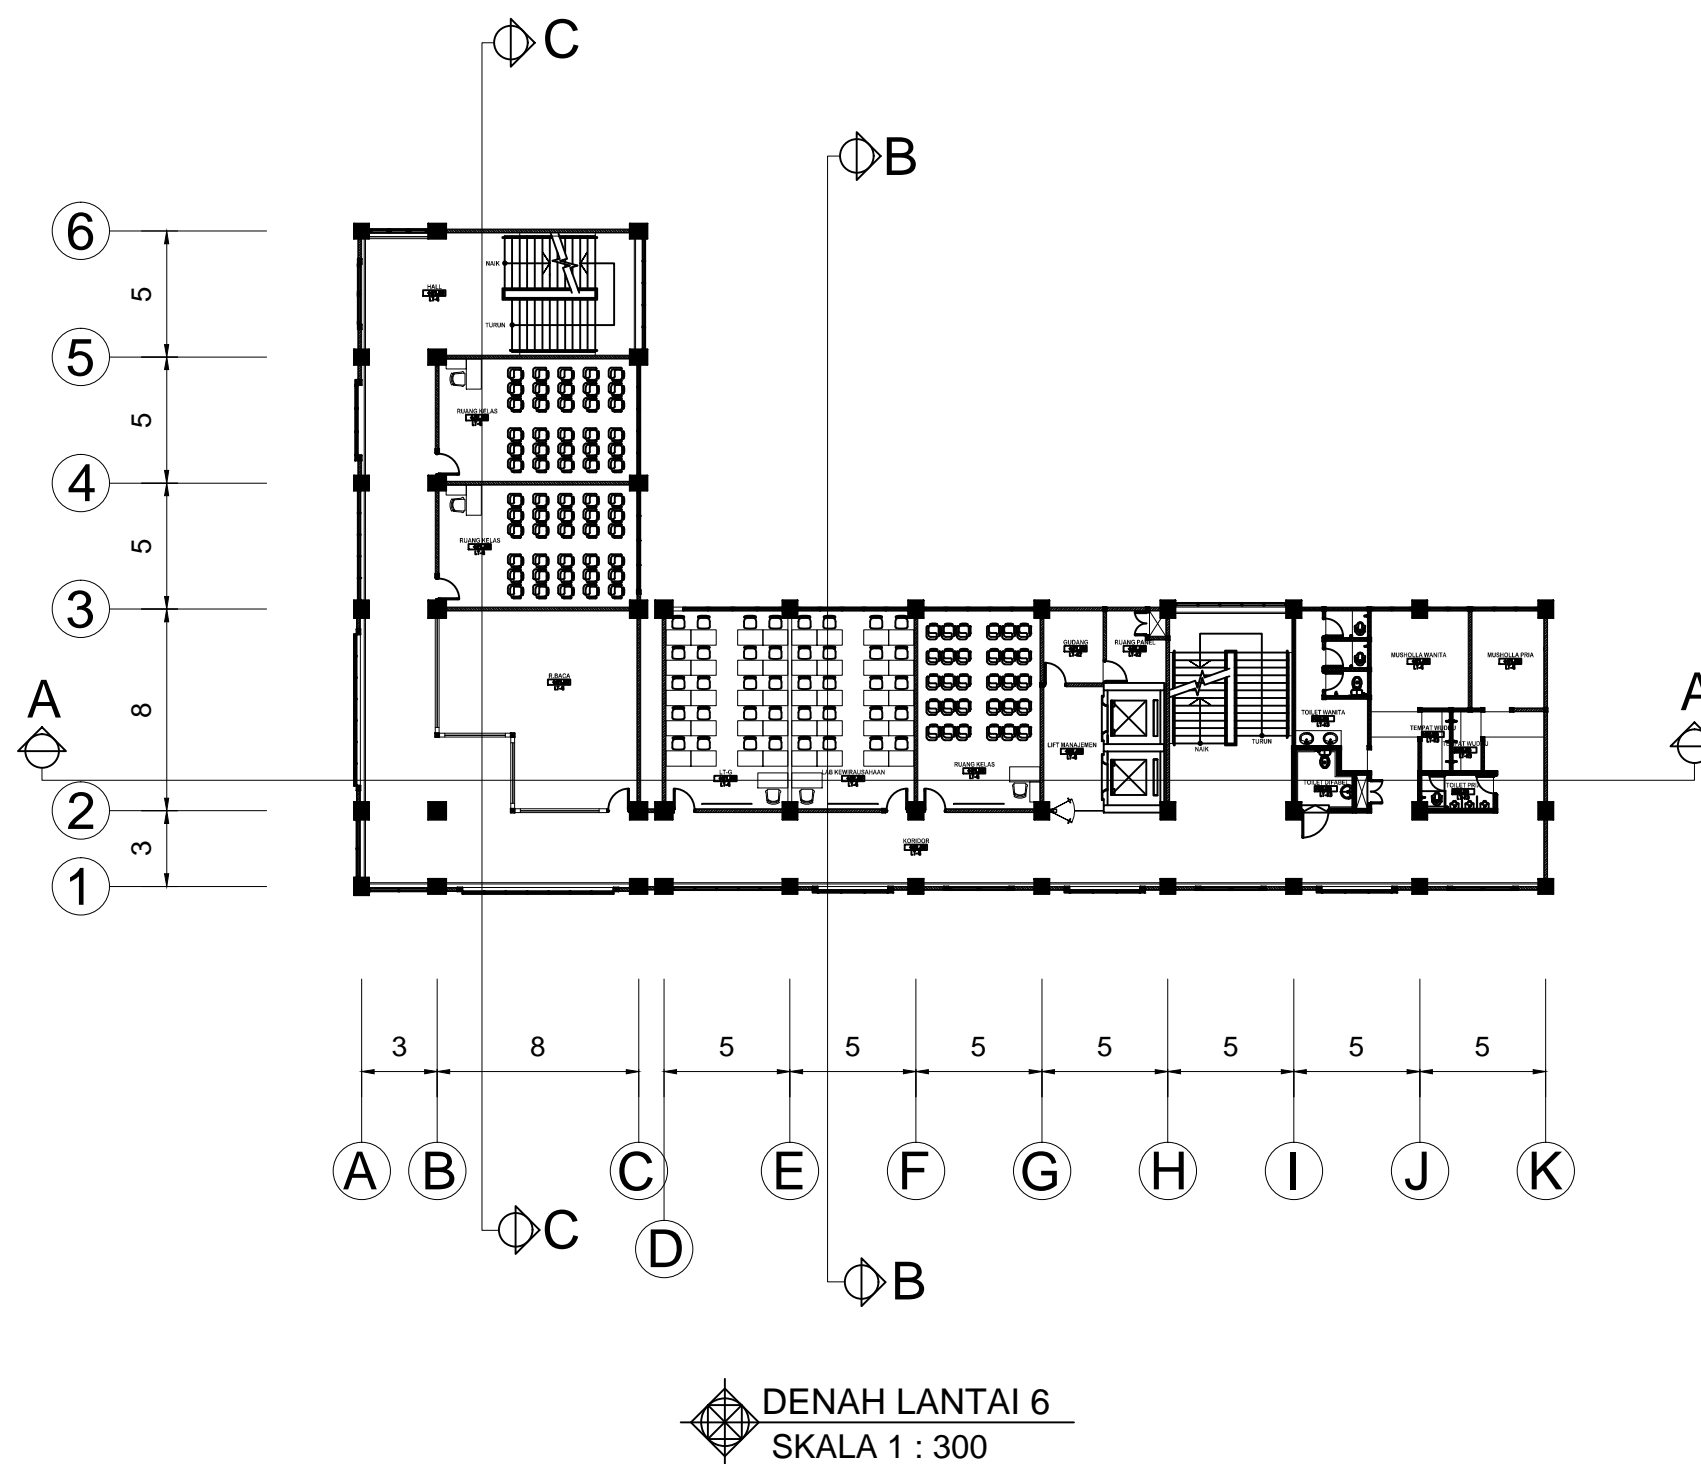 C
B
6
NAIK
5
HALL
TURUN
5
5
RUANG KELAS
4
5
RUANG KELAS
3
GUDANG
RUANG PANEL
MUSHOLLA WANITA
MUSHOLLA PRIA
R.BACA
A
A
8
TOILET WANITA
TEMPAT WUDHU
TEMPAT WUDHU
LIFT MANAJEMEN
NAIK
TURUN
LAB KEWIRAUSAHAAN
RUANG KELAS
TOILET DIFABEL
TOILET PRIA
2
3
KORIDOR
1
3 8 5 5 5 5 5 5 5
A B C E F G H I J K
C
D
B
DENAH LANTAI 6
SKALA 1 : 300